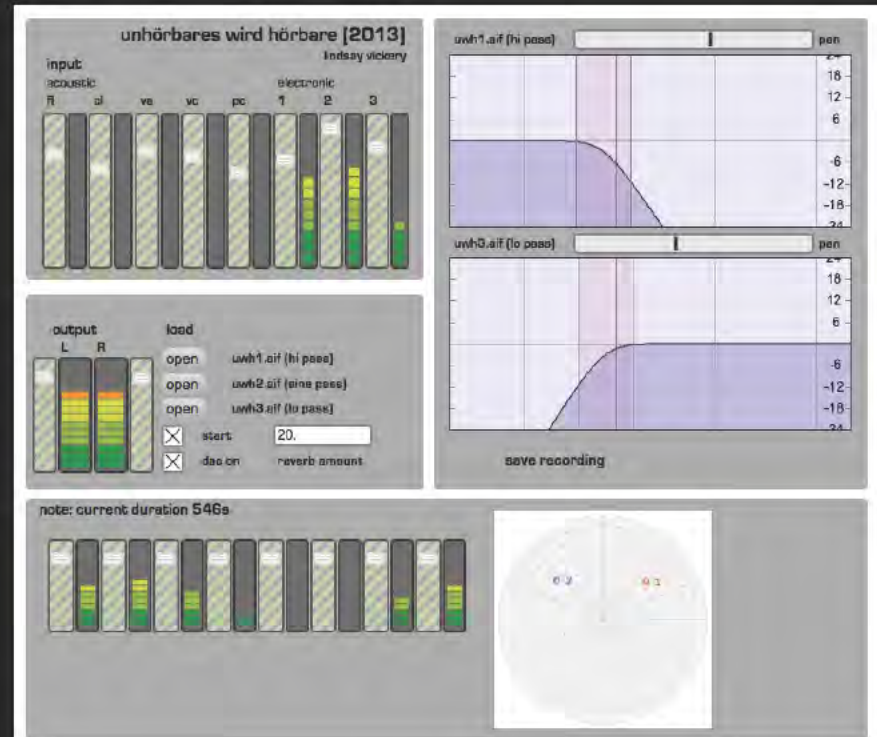 unhörbares wird hörbare [2013]
lindsay vickery
input
acoustic electronic
fl cl va vc pc 1 2 3
output
L R
load
open uwh1.aif (hi pass)
open uwh2.aif (sine pass)
open uwh3.aif (lo pass)
start 20.
dac on reverb amount
uwh1.aif (hi pass) pan
24
18
12
6
-6
-12
-18
-24
uwh3.aif (lo pass) pan
24
18
12
6
-6
-12
-18
-24
save recording
note: current duration 546s